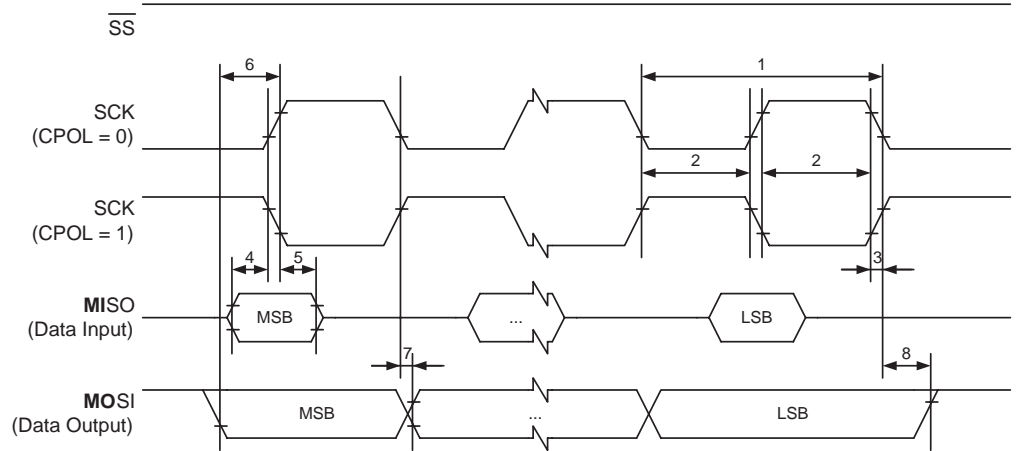 SS
6
1
SCK
(CPOL = 0)
2
2
SCK
(CPOL = 1)
4
5
3
MISO
(Data Input)
MSB
...
LSB
7
8
MOSI
(Data Output)
MSB
...
LSB